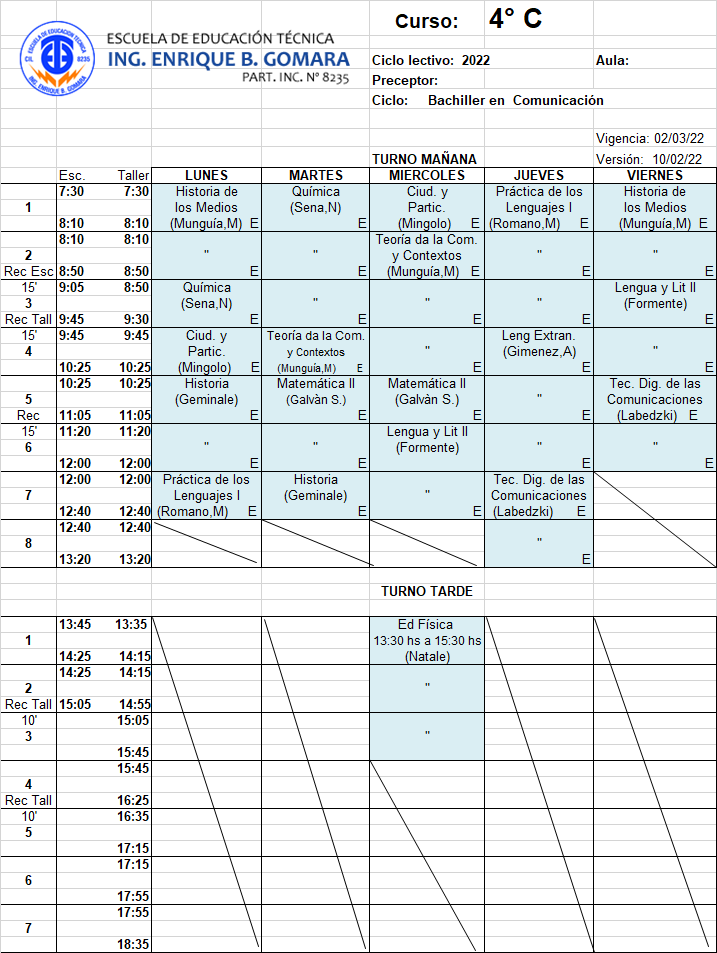 Curso: 4° C
ESCUELA DE EDUCACIÓN TÉCNICA
ING. ENRIQUE B. GOMARA
PART. INC. Nº 8235
ESCUELA DE EDUCACIÓN TÉCNICA
CIL 8235
ING. ENRIQUE B. GOMARA
Ciclo lectivo: 2022 Aula:
Preceptor:
Ciclo: Bachiller en Comunicación
Vigencia: 02/03/22
TURNO MAÑANA Versión: 10/02/22
Esc. Taller LUNES MARTES MIERCOLES JUEVES VIERNES
7:30 7:30 Historia de Química Ciud. y Práctica de los Historia de
1 los Medios (Sena,N) Partic. Lenguajes I los Medios
8:10 8:10 (Munguía,M) E E (Mingolo) E (Romano,M) E (Munguía,M) E
8:10 8:10 Teoría da la Com.
2 " " y Contextos " "
Rec Esc 8:50 8:50 E E (Munguía,M) E E E
15' 9:05 8:50 Química Lengua y Lit II
3 (Sena,N) " " " (Formente)
Rec Tall 9:45 9:30 E E E E E
15' 9:45 9:45 Ciud. y Teoría da la Com. Leng Extran.
4 Partic. y Contextos " (Gimenez,A) "
10:25 10:25 (Mingolo) E (Munguía,M) E E E E
10:25 10:25 Historia Matemática II Matemática II Tec. Dig. de las
5 (Geminale) (Galvàn S.) (Galvàn S.) " Comunicaciones
Rec 11:05 11:05 E E E E (Labedzki) E
15' 11:20 11:20 Lengua y Lit II
6 " " (Formente) " "
12:00 12:00 E E E E E
12:00 12:00 Práctica de los Historia Tec. Dig. de las
7 Lenguajes I (Geminale) " Comunicaciones
12:40 12:40 (Romano,M) E E E (Labedzki) E
12:40 12:40
8 "
13:20 13:20 E
TURNO TARDE
13:45 13:35 Ed Física
1 13:30 hs a 15:30 hs
14:25 14:15 (Natale)
14:25 14:15
2 "
Rec Tall 15:05 14:55
10' 15:05
3 "
15:45
15:45
4
Rec Tall 16:25
10' 16:35
5
17:15
17:15
6
17:55
17:55
7
18:35